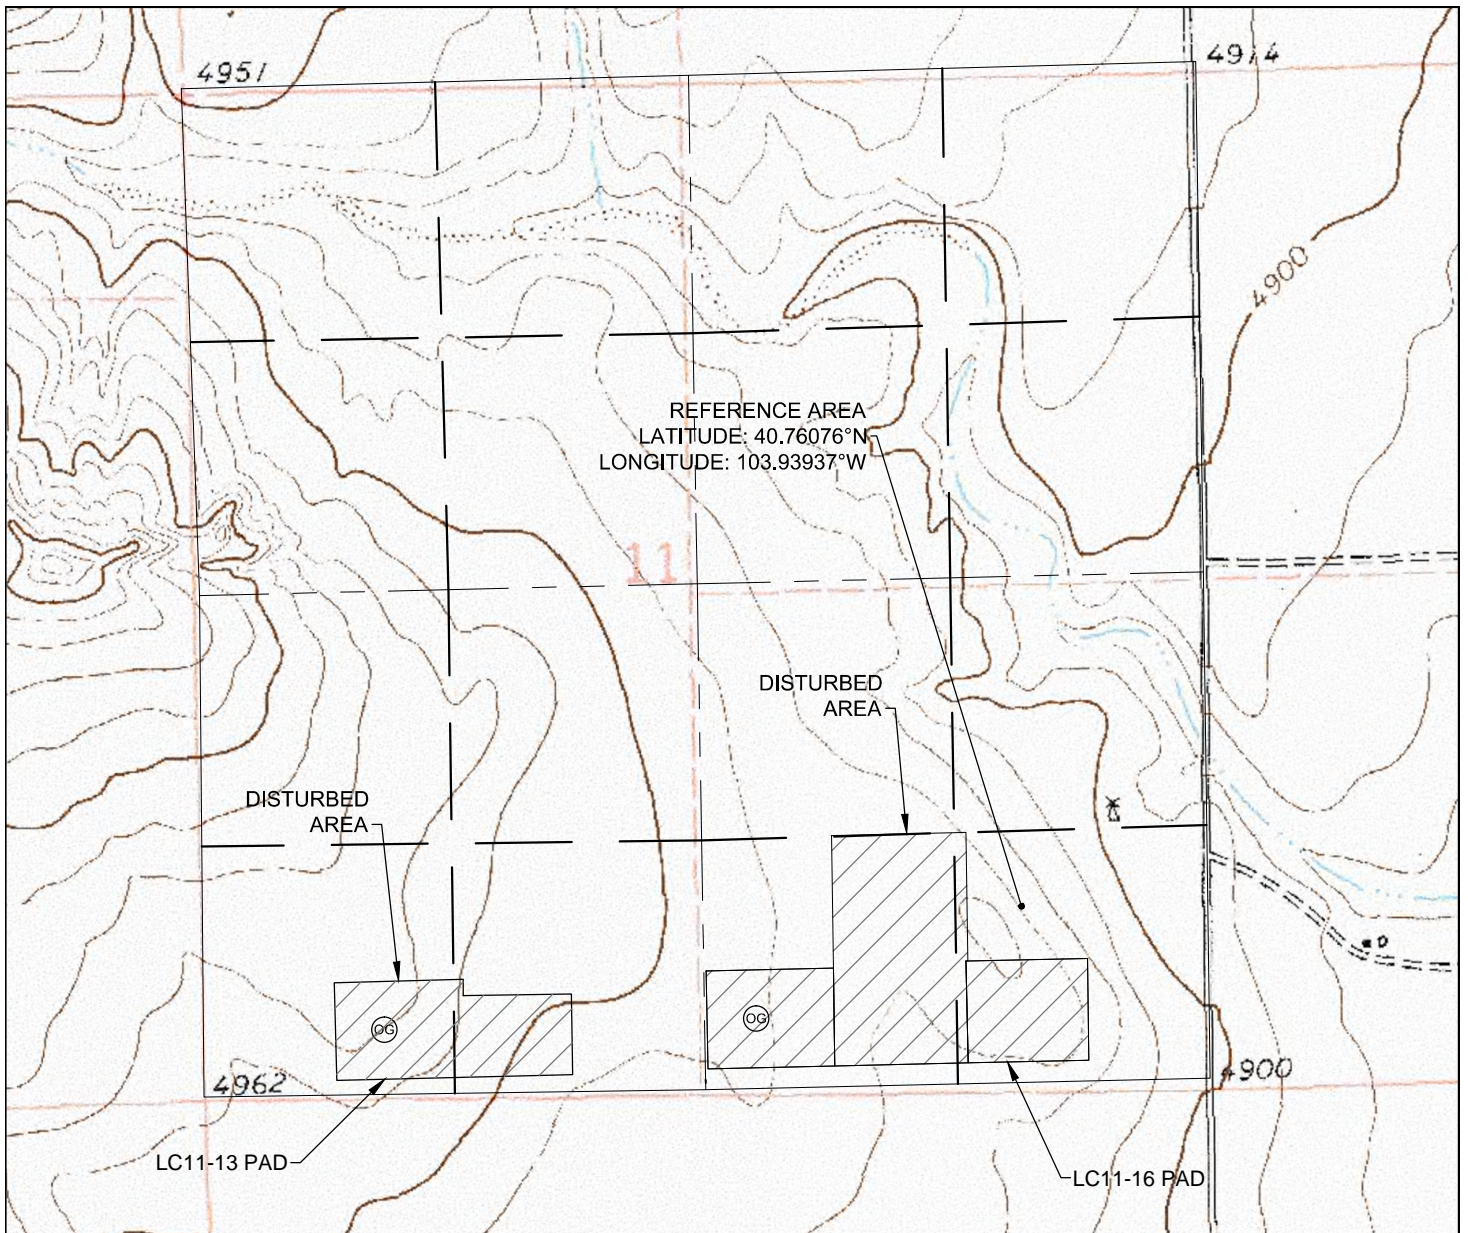 4951
4974
4900
REFERENCE AREA
LATITUDE: 40.76076°N
LONGITUDE: 103.93937°W
11
DISTURBED
AREA
DISTURBED
AREA
OG
OG
4962
4900
LC11-13 PAD
LC11-16 PAD